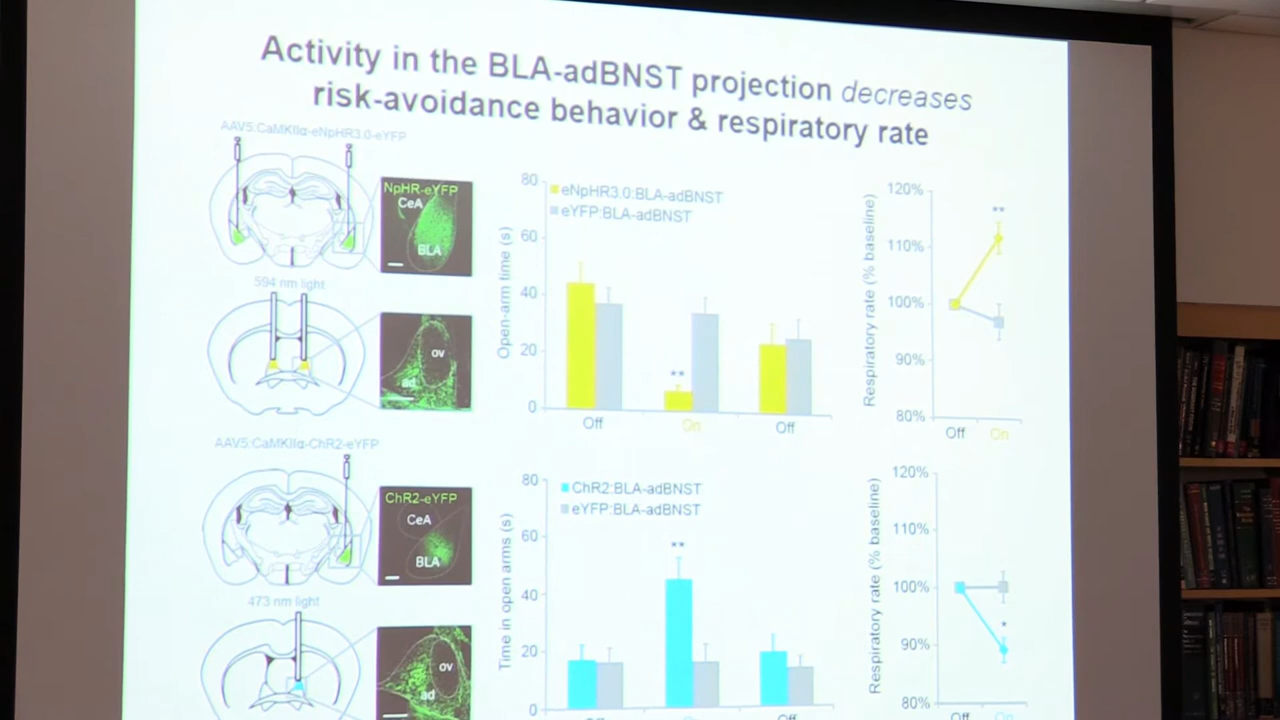 Activity in the BLA-adBNST projection decreases
risk-avoidance behavior & respiratory rate
AAV5:CaMKIIα-eNpHR3.0-eYFP
NpHR-eYFP
CeA
BLA
594 nm light
ov
ad
Open-arm time (s)
80
60
40
20
0
eNpHR3.0:BLA-adBNST
eYFP:BLA-adBNST
**
Off
On
Off
Respiratory rate (% baseline)
120%
110%
100%
90%
80%
**
Off
On
AAV5:CaMKIIα-ChR2-eYFP
ChR2-eYFP
CeA
BLA
473 nm light
ov
ad
Time in open arms (s)
80
60
40
20
0
ChR2:BLA-adBNST
eYFP:BLA-adBNST
**
Off
On
Off
Respiratory rate (% baseline)
120%
110%
100%
90%
80%
*
Off
On